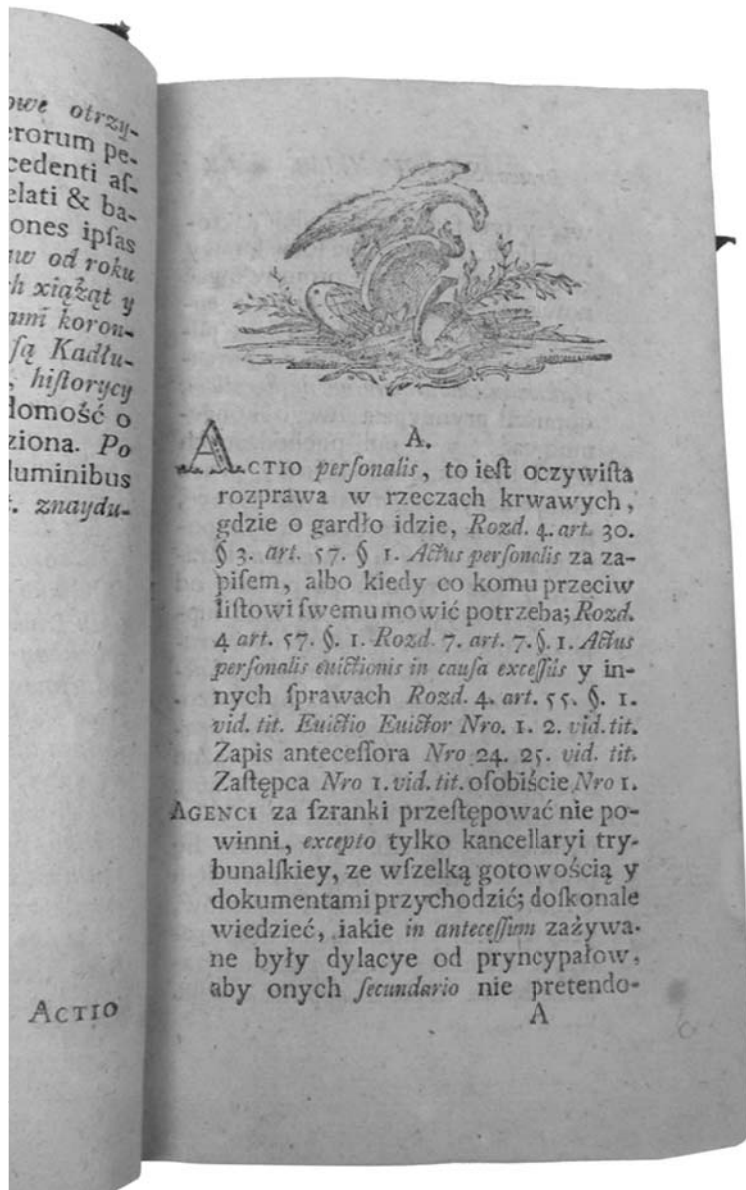 owe otrzy-
erorum pe-
cedenti aſ-
elati & ba-
ones ipſas
aw od roku
h xiążąt y
ami koron-
ſą Kadłu-
, hiſtorycy
domość o
ziona. Po
luminibus
t. znaydu-
ACTIO
A.
ACTIO perſonalis, to ieſt oczywiſta
rozprawa w rzeczach krwawych,
gdzie o gardło idzie, Rozd. 4. art. 30.
§ 3. art. 57. § 1. Actus perſonalis za za-
piſem, albo kiedy co komu przeciw
liſtowi ſwemu mowić potrzeba; Rozd.
4 art. 57. §. 1. Rozd. 7. art. 7. §. 1. Actus
perſonalis euictionis in cauſa exceſſûs y in-
nych ſprawach Rozd. 4. art. 55. §. 1.
vid. tit. Euictio Euictor Nro. 1. 2. vid. tit.
Zapis anteceſſora Nro 24. 25. vid. tit.
Zaſtępca Nro 1. vid. tit. oſobiście Nro 1.
AGENCI za ſzranki przeſtępować nie po-
winni, excepto tylko kancellaryi try-
bunalſkiey, ze wſzelką gotowością y
dokumentami przychodzić; doſkonale
wiedzieć, iakie in anteceſſum zażywa-
ne były dylacye od pryncypałow,
aby onych ſecundario nie pretendo-
A